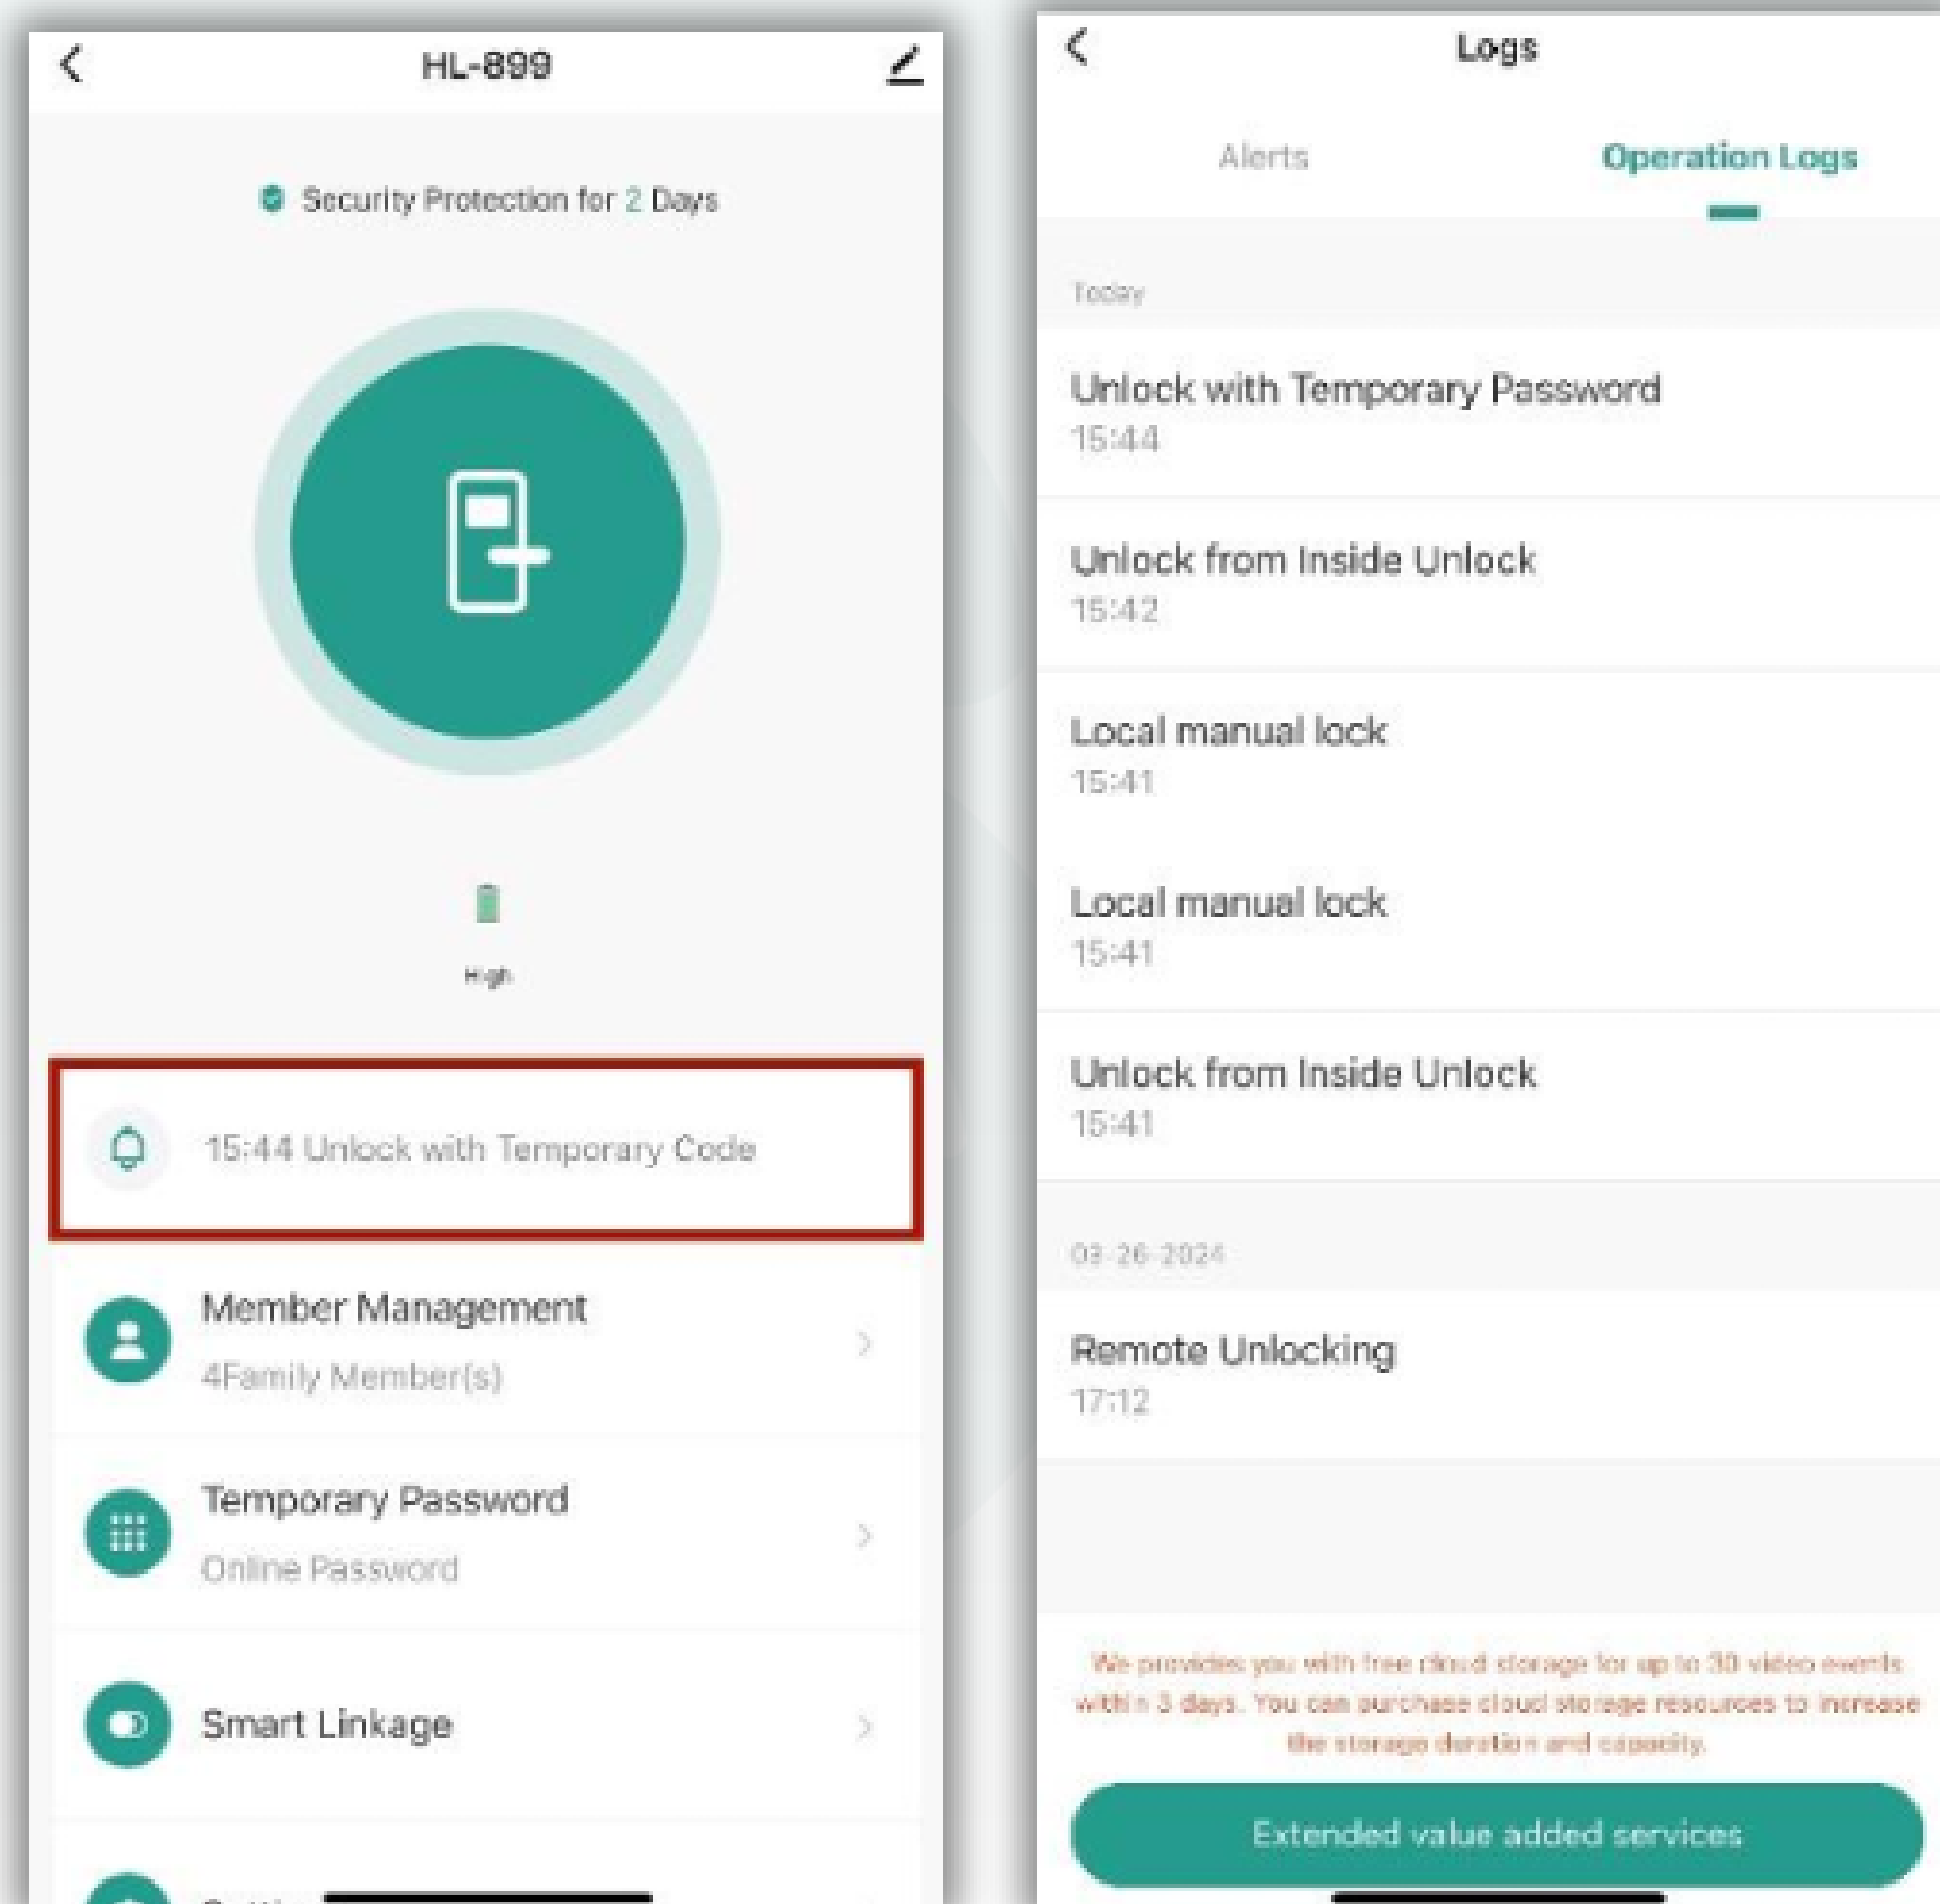 HL-899
Security Protection for 2 Days
High
15:44 Unlock with Temporary Code
Member Management
4Family Member(s)
Temporary Password
Online Password
Smart Linkage
Logs
Alerts
Operation Logs
Today
Unlock with Temporary Password
15:44
Unlock from Inside Unlock
15:42
Local manual lock
15:41
Local manual lock
15:41
Unlock from Inside Unlock
15:41
03-26-2024
Remote Unlocking
17:12
We provides you with free cloud storage for up to 30 video events
within 3 days. You can purchase cloud storage resources to increase
the storage duration and capacity.
Extended value added services